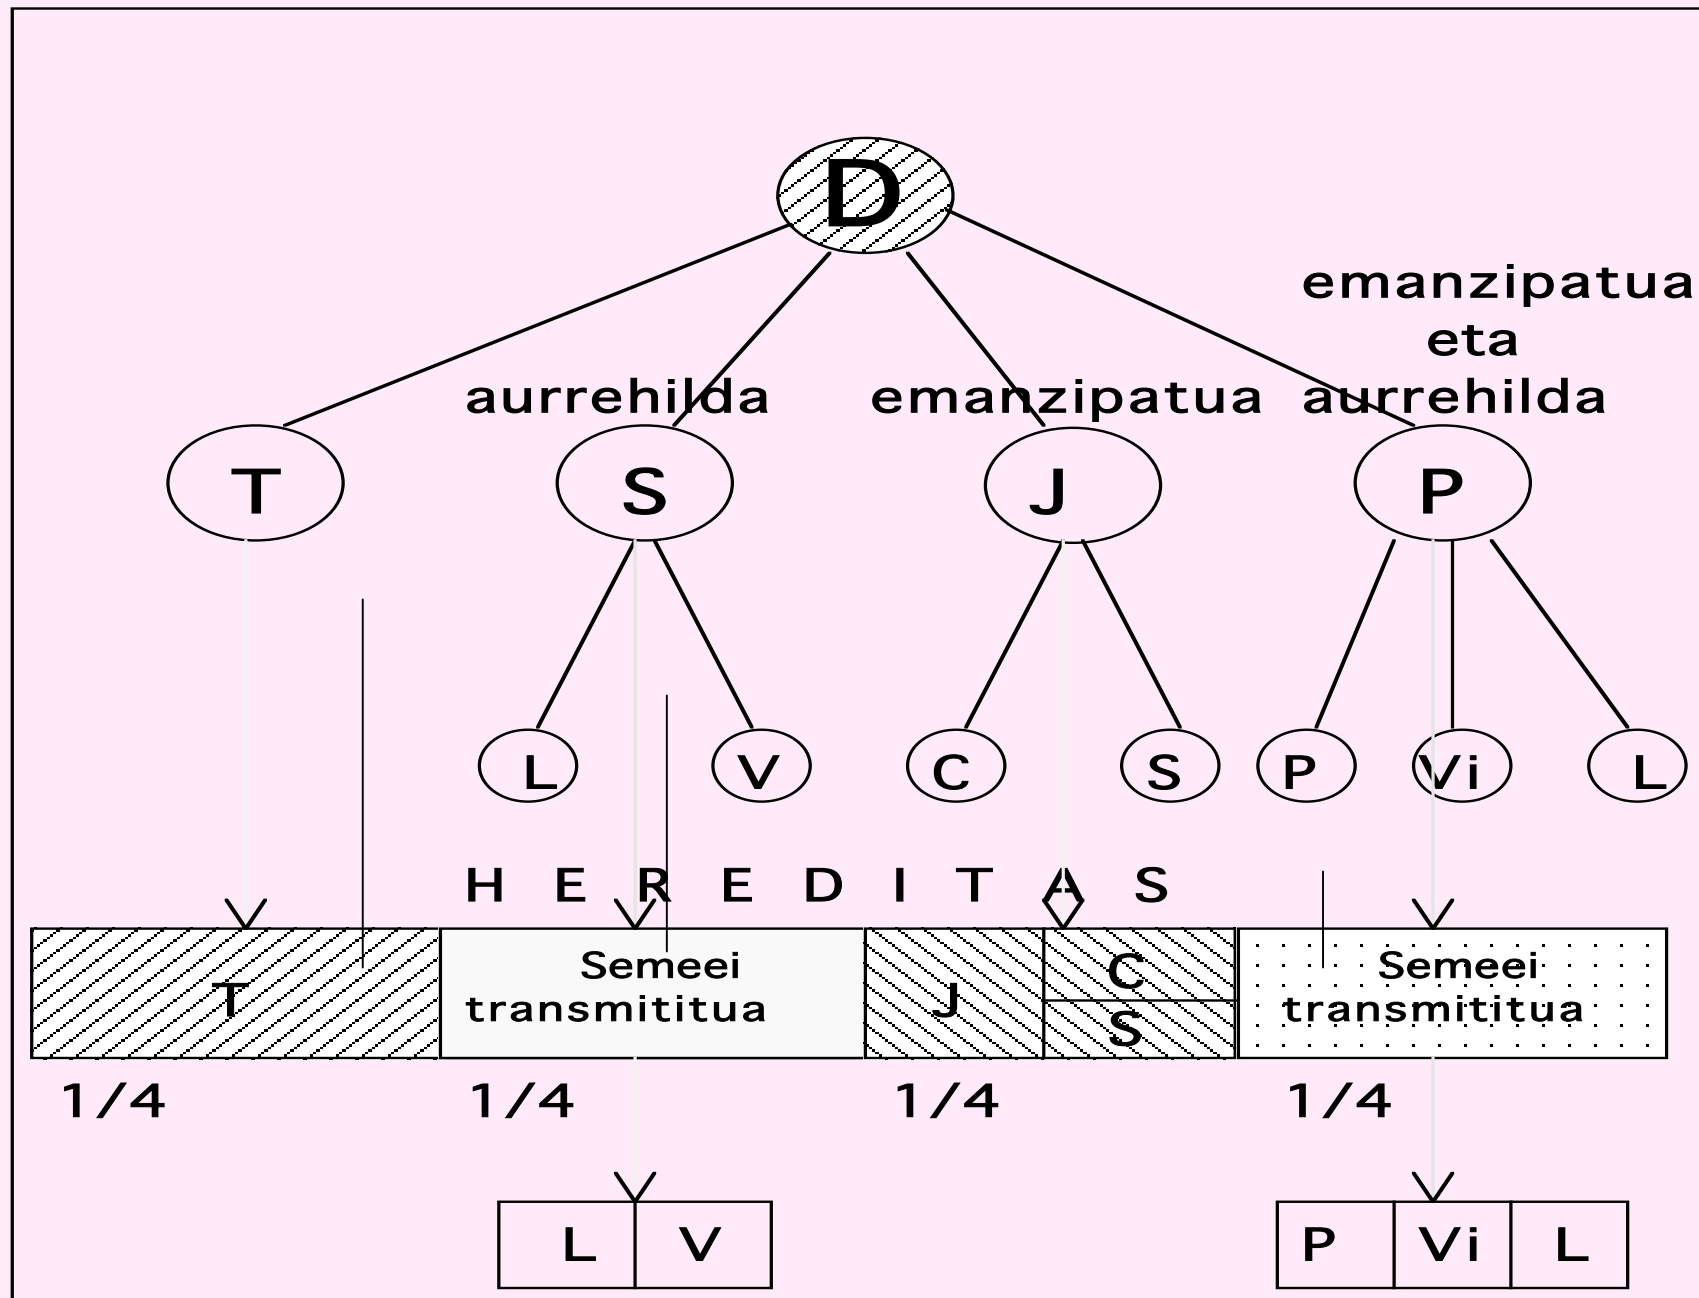 D
emanzipatua
eta
aurrehilda
aurrehilda
emanzipatua
T
S
J
P
L
V
C
S
P
Vi
L
H E R E D I T A S
T
Semeei
transmititua
J
C
S
Semeei
transmititua
1/4
1/4
1/4
1/4
L
V
P
Vi
L